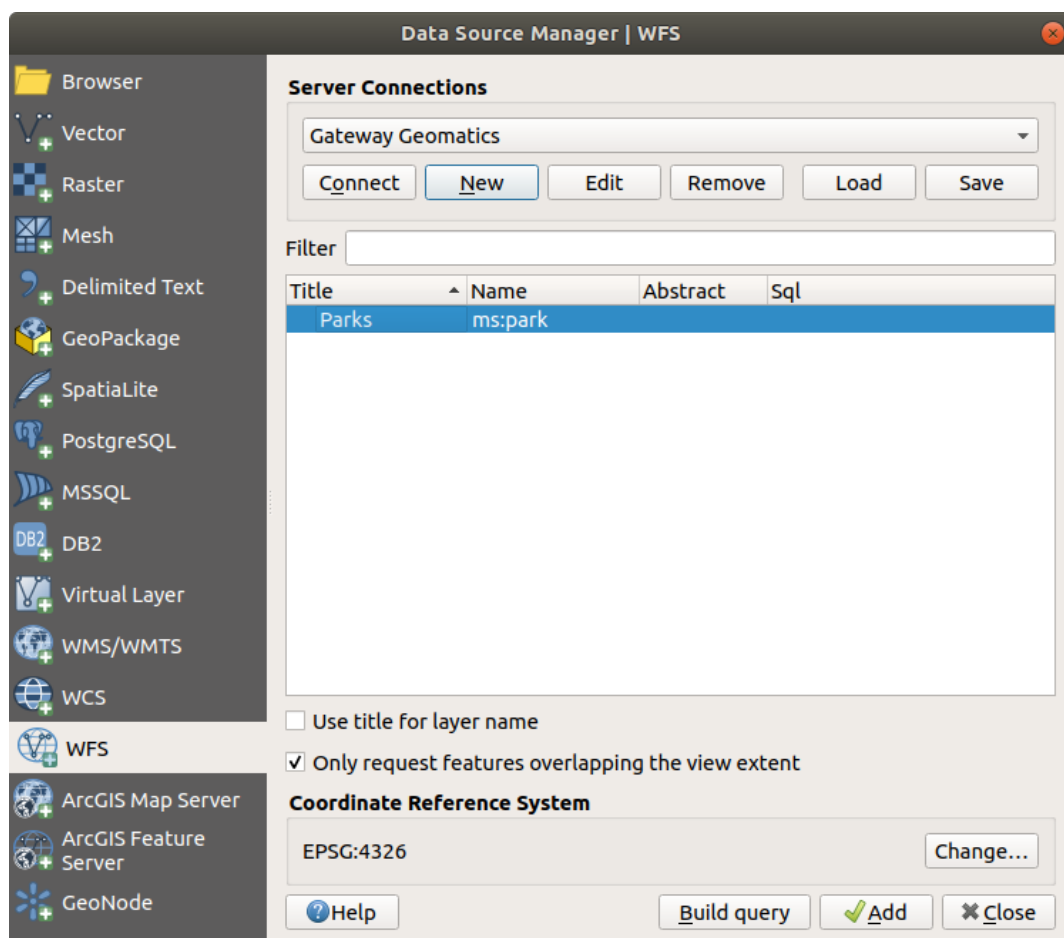 Data Source Manager | WFS
Browser
Vector
Raster
Mesh
Delimited Text
GeoPackage
SpatiaLite
PostgreSQL
MSSQL
DB2
DB2
Virtual Layer
WMS/WMTS
WCS
WFS
ArcGIS Map Server
ArcGIS Feature
Server
GeoNode
Server Connections
Gateway Geomatics
Connect New Edit Remove Load Save
Filter
Title Name Abstract Sql
Parks ms:park
Use title for layer name
Only request features overlapping the view extent
Coordinate Reference System
EPSG:4326 Change...
?Help Build query Add Close